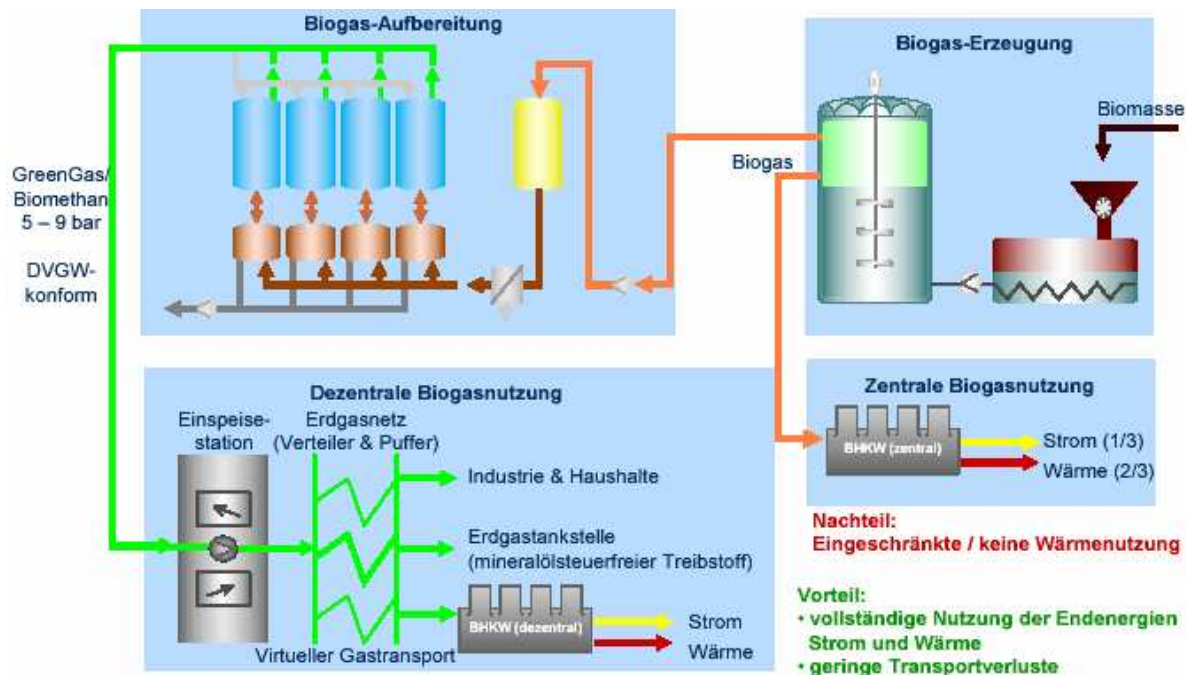 Biogas-Aufbereitung
Biogas-Erzeugung
Biomasse
Biogas
GreenGas/
Biomethan
5 – 9 bar
DVGW-
konform
Dezentrale Biogasnutzung
Einspeise-
station
Erdgasnetz
(Verteiler & Puffer)
Industrie & Haushalte
Erdgastankstelle
(mineralölsteuerfreier Treibstoff)
BHKW (dezentral)
Strom
Wärme
Virtueller Gastransport
Zentrale Biogasnutzung
BHKW (zentral)
Strom (1/3)
Wärme (2/3)
Nachteil:
Eingeschränkte / keine Wärmenutzung
Vorteil:
• vollständige Nutzung der Endenergien
Strom und Wärme
• geringe Transportverluste